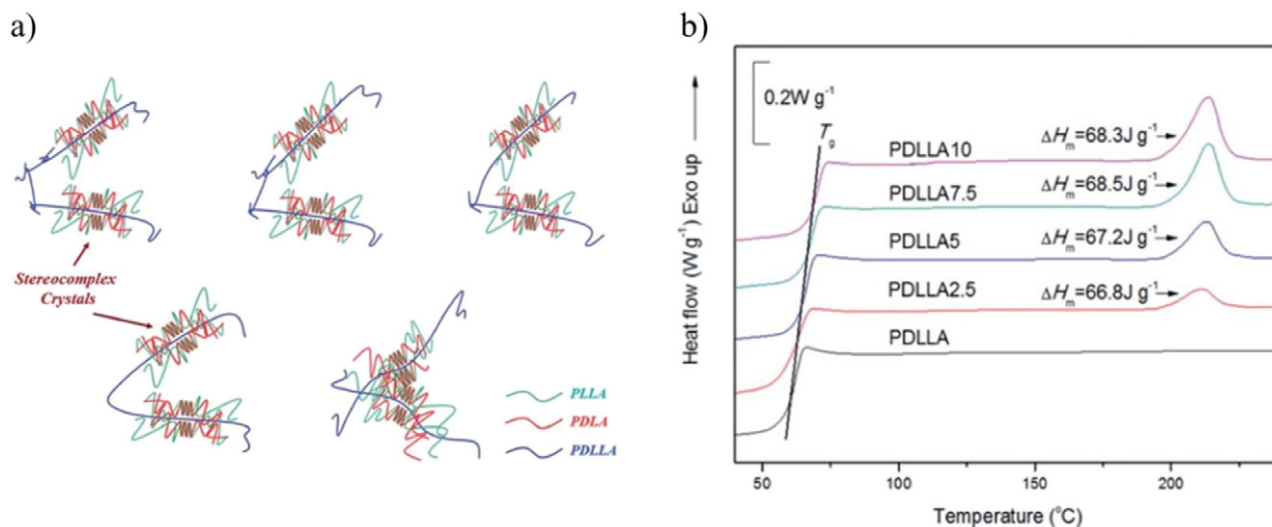 a)
Stereocomplex
Crystals
PLLA
PDLA
PDLLA
b)
Heat flow (W g⁻¹) Exo up
0.2W g⁻¹
Tg
PDLLA10
ΔHm=68.3J g⁻¹
PDLLA7.5
ΔHm=68.5J g⁻¹
PDLLA5
ΔHm=67.2J g⁻¹
PDLLA2.5
ΔHm=66.8J g⁻¹
PDLLA
50 100 150 200
Temperature (°C)